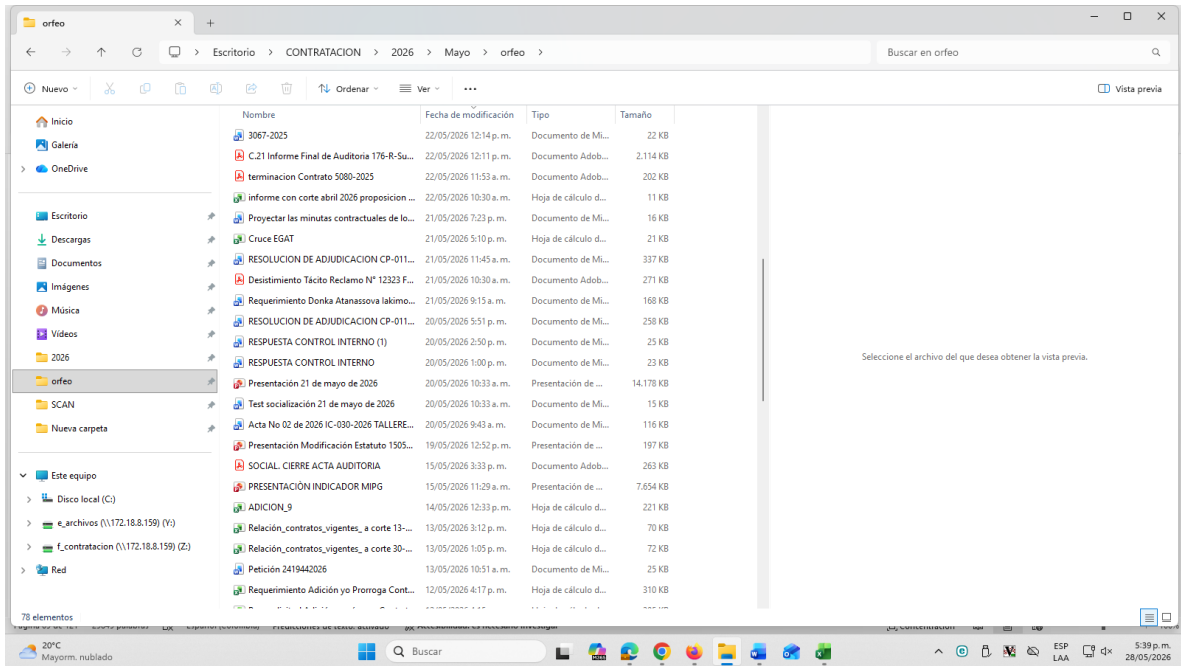 orfeo
Escritorio > CONTRATACION > 2026 > Mayo > orfeo >
Buscar en orfeo
Nuevo
Ordenar
Ver
Vista previa
Inicio
Galería
OneDrive
Escritorio
Descargas
Documentos
Imágenes
Música
Vídeos
2026
orfeo
SCAN
Nueva carpeta
Este equipo
Disco local (C:)
e_archivos (\\172.18.8.159) (Y:)
f_contratacion (\\172.18.8.159) (Z:)
Red
Nombre Fecha de modificación Tipo Tamaño
3067-2025 22/05/2026 12:14 p. m. Documento de Mi... 22 KB
C.21 Informe Final de Auditoria 176-R-Su... 22/05/2026 12:11 p. m. Documento Adob... 2.114 KB
terminacion Contrato 5080-2025 22/05/2026 11:53 a. m. Documento Adob... 202 KB
informe con corte abril 2026 proposicion ... 22/05/2026 10:30 a. m. Hoja de cálculo d... 11 KB
Proyectar las minutas contractuales de lo... 21/05/2026 7:23 p. m. Documento de Mi... 16 KB
Cruce EGAT 21/05/2026 5:10 p. m. Hoja de cálculo d... 21 KB
RESOLUCION DE ADJUDICACION CP-011... 21/05/2026 11:45 a. m. Documento de Mi... 337 KB
Desistimiento Tácito Reclamo N° 12323 F... 21/05/2026 10:30 a. m. Documento Adob... 271 KB
Requerimiento Donka Atanassova Iakimo... 21/05/2026 9:15 a. m. Documento de Mi... 168 KB
RESOLUCION DE ADJUDICACION CP-011... 20/05/2026 5:51 p. m. Documento de Mi... 258 KB
RESPUESTA CONTROL INTERNO (1) 20/05/2026 2:50 p. m. Documento de Mi... 25 KB
RESPUESTA CONTROL INTERNO 20/05/2026 1:00 p. m. Documento de Mi... 23 KB
Presentación 21 de mayo de 2026 20/05/2026 10:33 a. m. Presentación de ... 14.178 KB
Test socialización 21 de mayo de 2026 20/05/2026 10:33 a. m. Documento de Mi... 15 KB
Acta No 02 de 2026 IC-030-2026 TALLERE... 20/05/2026 9:43 a. m. Documento de Mi... 116 KB
Presentación Modificación Estatuto 1505... 19/05/2026 12:52 p. m. Presentación de ... 197 KB
SOCIAL. CIERRE ACTA AUDITORIA 15/05/2026 3:33 p. m. Documento Adob... 263 KB
PRESENTACIÓN INDICADOR MIPG 15/05/2026 11:29 a. m. Presentación de ... 7.654 KB
ADICION_9 14/05/2026 12:33 p. m. Hoja de cálculo d... 221 KB
Relación_contratos_vigentes_ a corte 13-... 13/05/2026 3:12 p. m. Hoja de cálculo d... 70 KB
Relación_contratos_vigentes_ a corte 30-... 13/05/2026 1:05 p. m. Hoja de cálculo d... 72 KB
Petición 2419442026 13/05/2026 10:51 a. m. Documento de Mi... 25 KB
Requerimiento Adición yo Prorroga Cont... 12/05/2026 4:17 p. m. Hoja de cálculo d... 310 KB
Seleccione el archivo del que desea obtener la vista previa.
78 elementos
20°C
Mayorm. nublado
Buscar
ESP
LAA
5:39 p. m.
28/05/2026